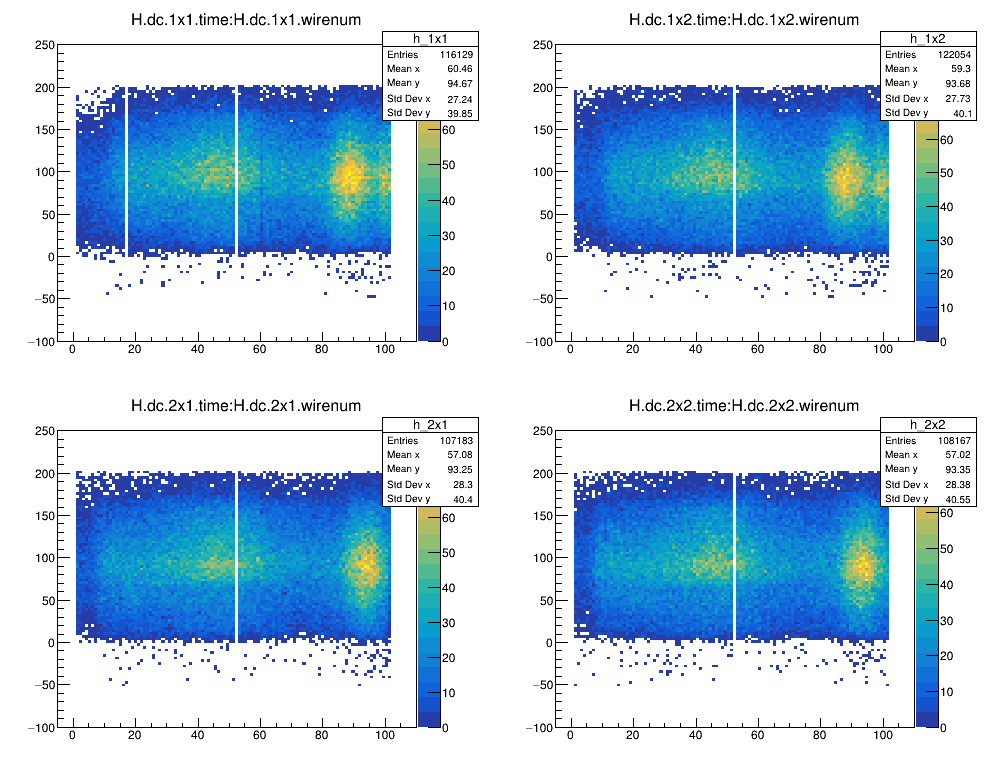 H.dc.1x1.time:H.dc.1x1.wirenum
h_1x1
Entries 116129
Mean x 60.46
Mean y 94.67
Std Dev x 27.24
Std Dev y 39.85
250
200
150
100
50
0
−50
−100
0 20 40 60 80 100
60
50
40
30
20
10
0
H.dc.1x2.time:H.dc.1x2.wirenum
h_1x2
Entries 122054
Mean x 59.3
Mean y 93.68
Std Dev x 27.73
Std Dev y 40.1
250
200
150
100
50
0
−50
−100
0 20 40 60 80 100
60
50
40
30
20
10
0
H.dc.2x1.time:H.dc.2x1.wirenum
h_2x1
Entries 107183
Mean x 57.08
Mean y 93.25
Std Dev x 28.3
Std Dev y 40.4
250
200
150
100
50
0
−50
−100
0 20 40 60 80 100
60
50
40
30
20
10
0
H.dc.2x2.time:H.dc.2x2.wirenum
h_2x2
Entries 108167
Mean x 57.02
Mean y 93.35
Std Dev x 28.38
Std Dev y 40.55
250
200
150
100
50
0
−50
−100
0 20 40 60 80 100
60
50
40
30
20
10
0